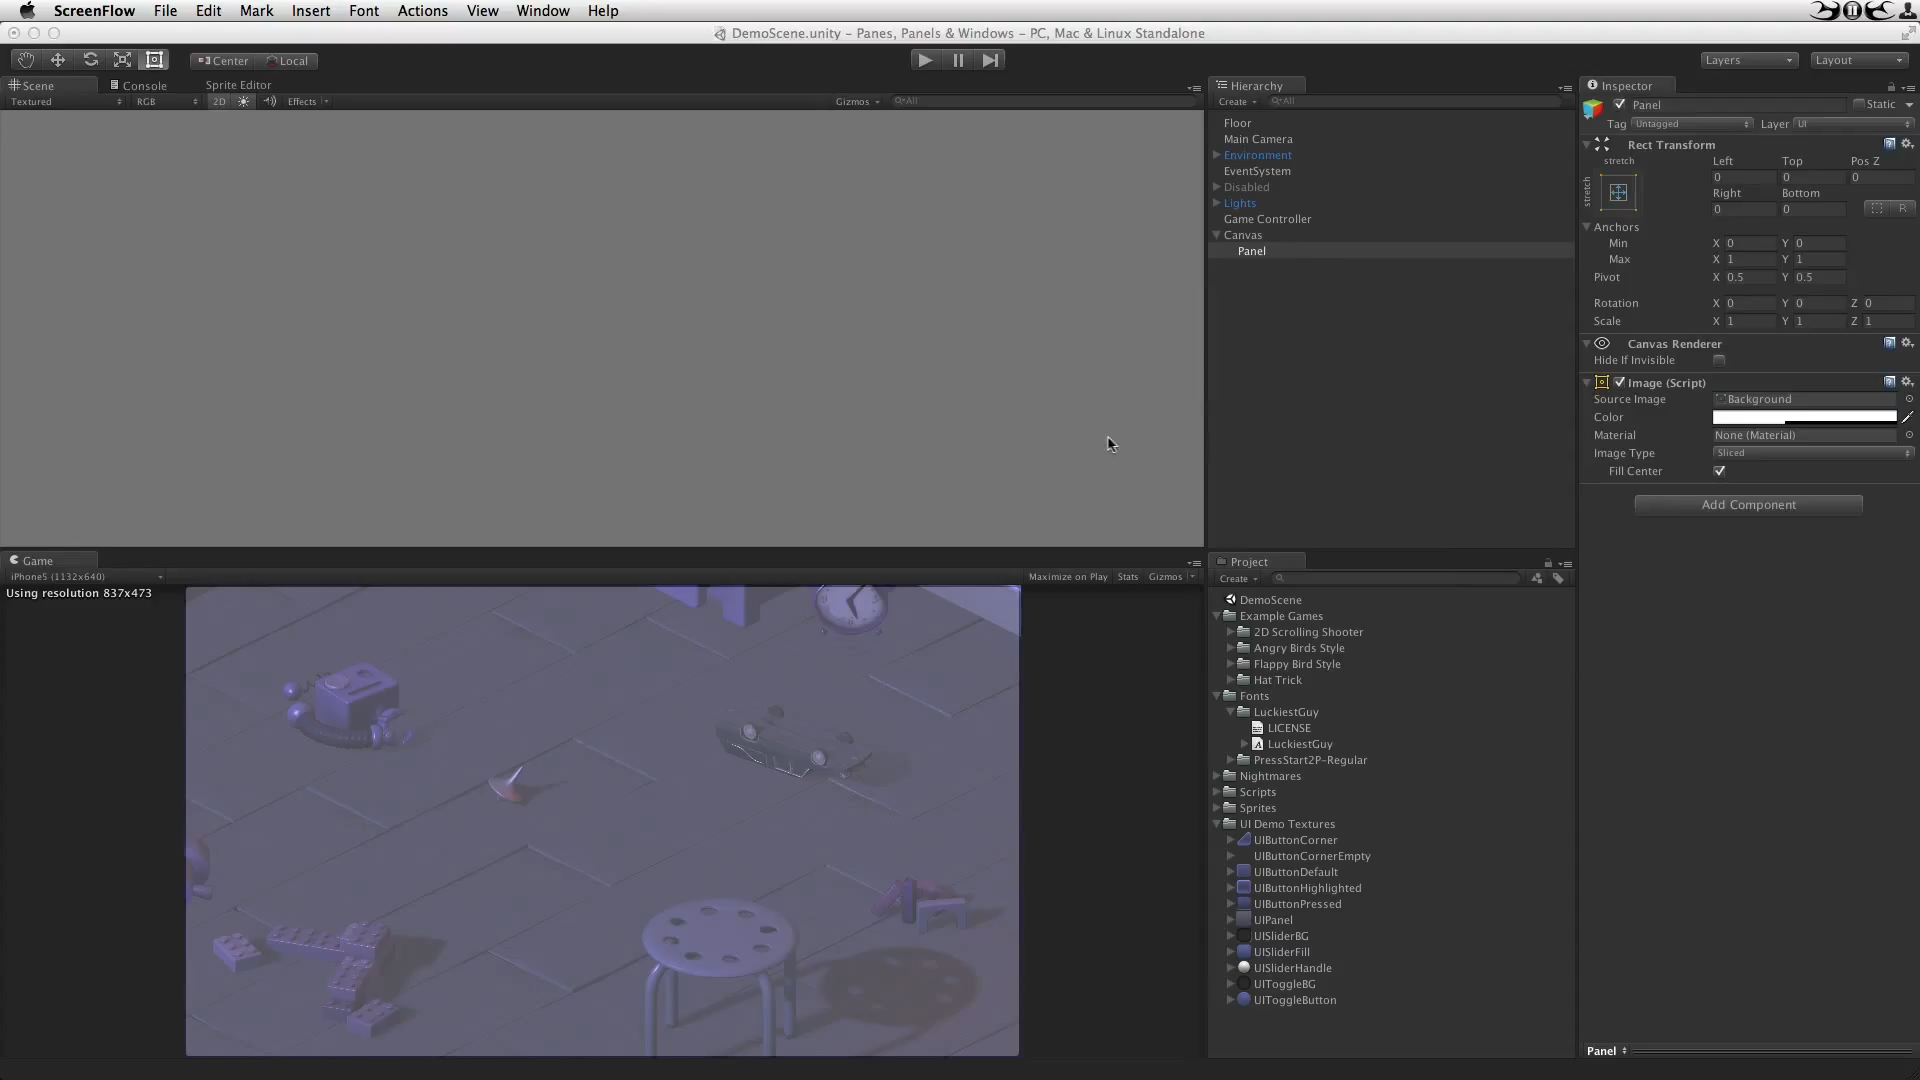 ScreenFlow File Edit Mark Insert Font Actions View Window Help
DemoScene.unity - Panes, Panels & Windows - PC, Mac & Linux Standalone
Center Local Layers Layout
Scene Console Sprite Editor
Textured RGB 2D Effects Gizmos All
Hierarchy
Create All
Floor
Main Camera
Environment
EventSystem
Disabled
Lights
Game Controller
Canvas
Panel
Inspector
Panel Static
Tag Untagged Layer UI
Rect Transform
stretch Left Top Pos Z
stretch 0 0 0
Right Bottom
0 0 R
Anchors
Min X 0 Y 0
Max X 1 Y 1
Pivot X 0.5 Y 0.5
Rotation X 0 Y 0 Z 0
Scale X 1 Y 1 Z 1
Canvas Renderer
Hide If Invisible
Image (Script)
Source Image Background
Color
Material None (Material)
Image Type Sliced
Fill Center
Add Component
Game
iPhone5 (1132x640) Maximize on Play Stats Gizmos
Using resolution 837x473
Project
Create
DemoScene
Example Games
2D Scrolling Shooter
Angry Birds Style
Flappy Bird Style
Hat Trick
Fonts
LuckiestGuy
LICENSE
LuckiestGuy
PressStart2P-Regular
Nightmares
Scripts
Sprites
UI Demo Textures
UIButtonCorner
UIButtonCornerEmpty
UIButtonDefault
UIButtonHighlighted
UIButtonPressed
UIPanel
UISliderBG
UISliderFill
UISliderHandle
UIToggleBG
UIToggleButton
Panel